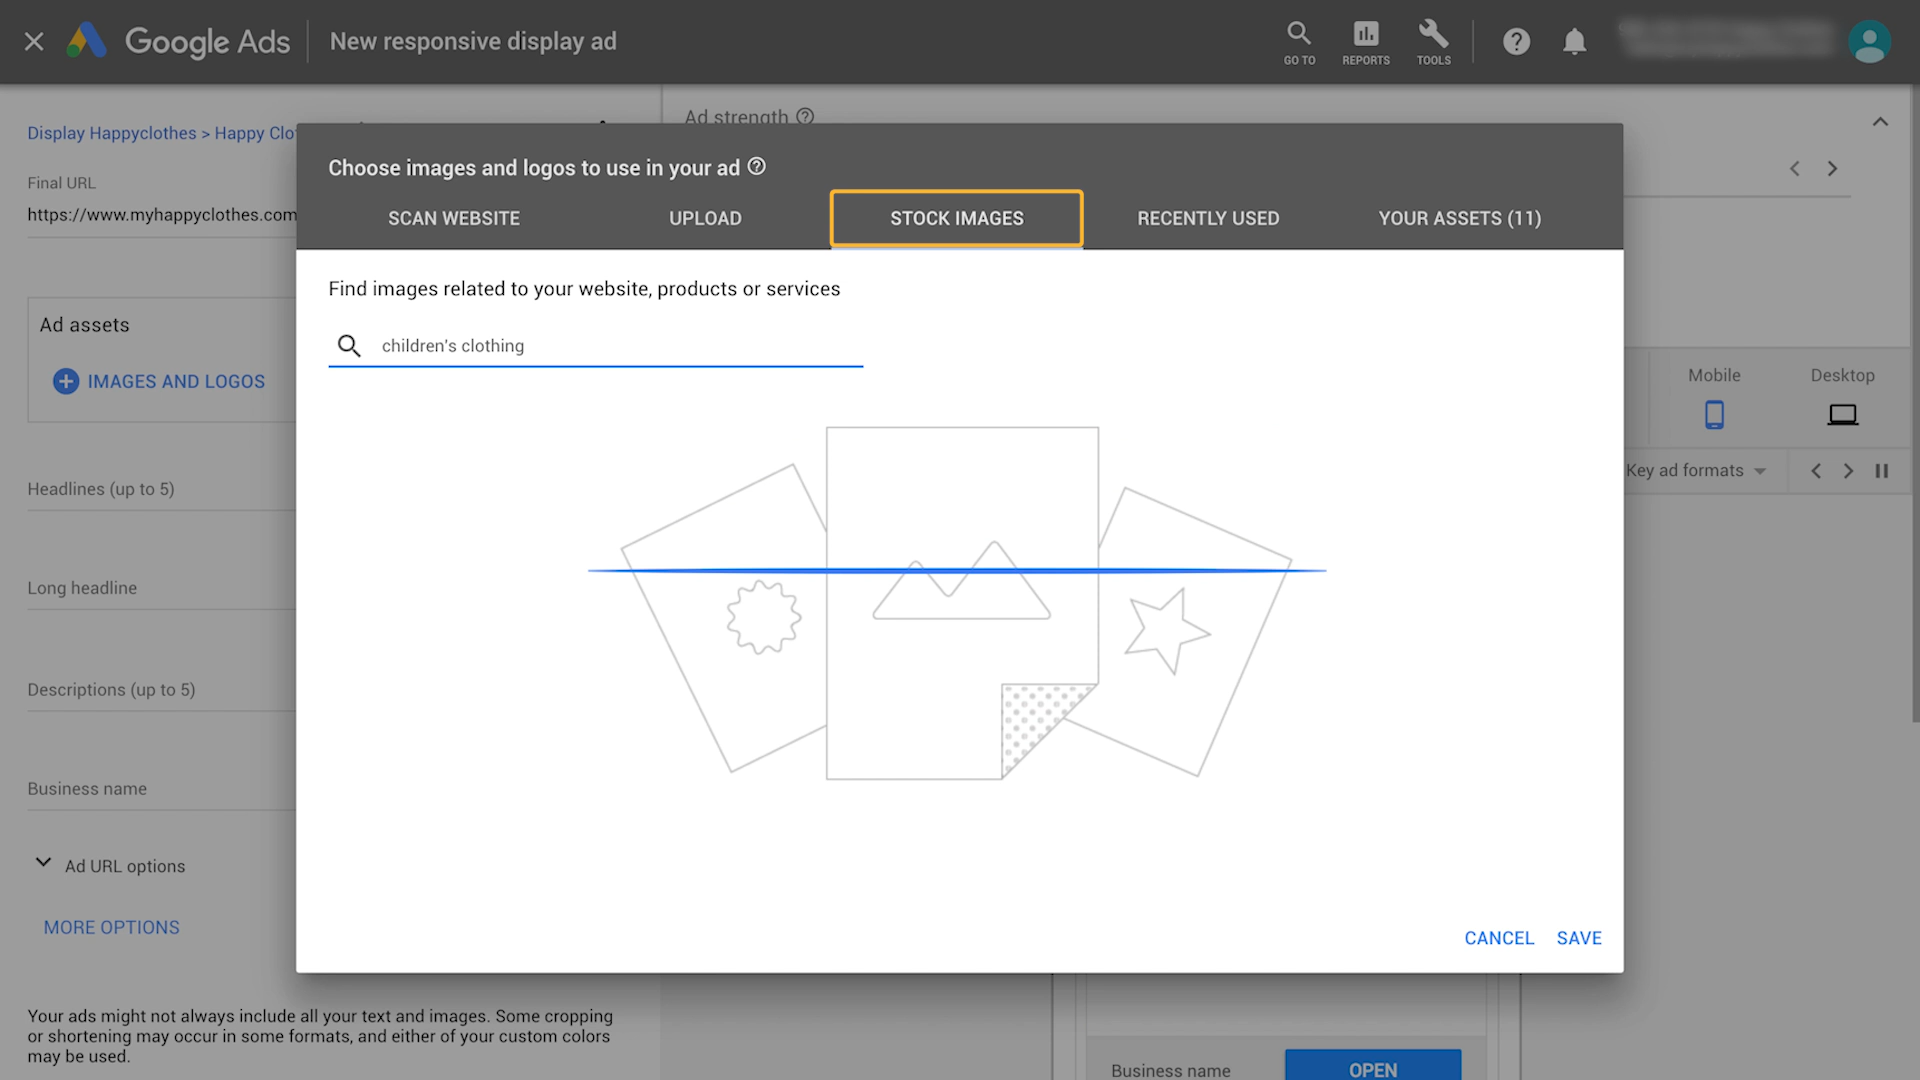 Google Ads
New responsive display ad
GO TO
REPORTS
TOOLS
Display Happyclothes > Happy Clo
Ad strength
Final URL
https://www.myhappyclothes.com
Choose images and logos to use in your ad
SCAN WEBSITE
UPLOAD
STOCK IMAGES
RECENTLY USED
YOUR ASSETS (11)
Find images related to your website, products or services
children's clothing
Ad assets
IMAGES AND LOGOS
Mobile
Desktop
Key ad formats
Headlines (up to 5)
Long headline
Descriptions (up to 5)
Business name
Ad URL options
MORE OPTIONS
CANCEL
SAVE
Your ads might not always include all your text and images. Some cropping
or shortening may occur in some formats, and either of your custom colors
may be used.
Business name
OPEN